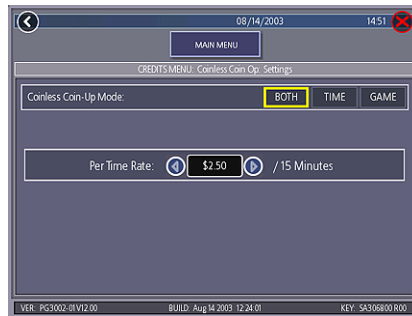 08/14/2003 14:51
MAIN MENU
CREDITS MENU: Coinless Coin Op: Settings
Coinless Coin-Up Mode: BOTH TIME GAME
Per Time Rate: $2.50 / 15 Minutes
VER: PG3002-01V12.00 BUILD: Aug 14 2003 12:24:01 KEY: SA306800 R00